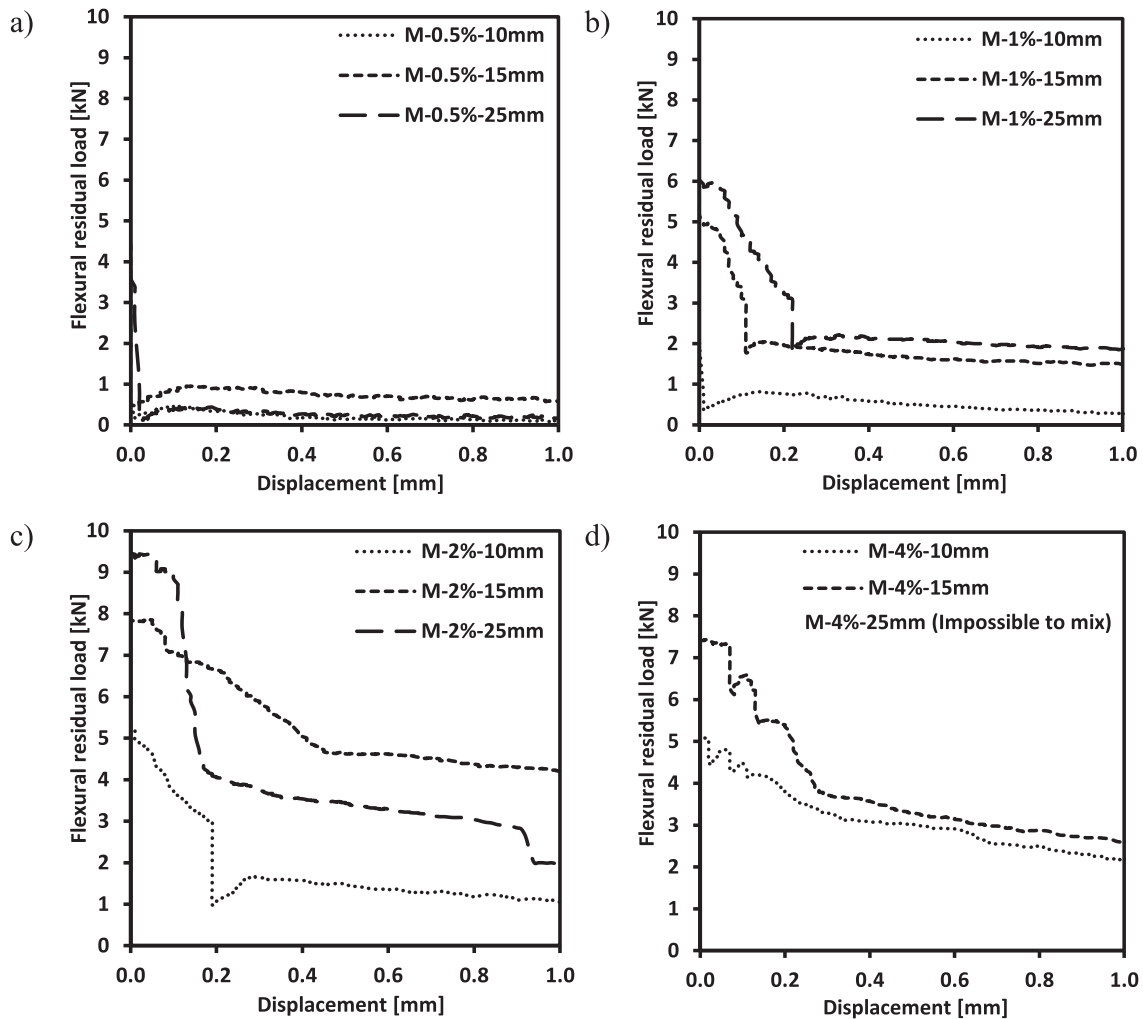 a)
Flexural residual load [kN]
10
9
8
7
6
5
4
3
2
1
0
M-0.5%-10mm
M-0.5%-15mm
M-0.5%-25mm
0.0 0.2 0.4 0.6 0.8 1.0
Displacement [mm]
b)
Flexural residual load [kN]
10
9
8
7
6
5
4
3
2
1
0
M-1%-10mm
M-1%-15mm
M-1%-25mm
0.0 0.2 0.4 0.6 0.8 1.0
Displacement [mm]
c)
Flexural residual load [kN]
10
9
8
7
6
5
4
3
2
1
0
M-2%-10mm
M-2%-15mm
M-2%-25mm
0.0 0.2 0.4 0.6 0.8 1.0
Displacement [mm]
d)
Flexural residual load [kN]
10
9
8
7
6
5
4
3
2
1
0
M-4%-10mm
M-4%-15mm
M-4%-25mm (Impossible to mix)
0.0 0.2 0.4 0.6 0.8 1.0
Displacement [mm]